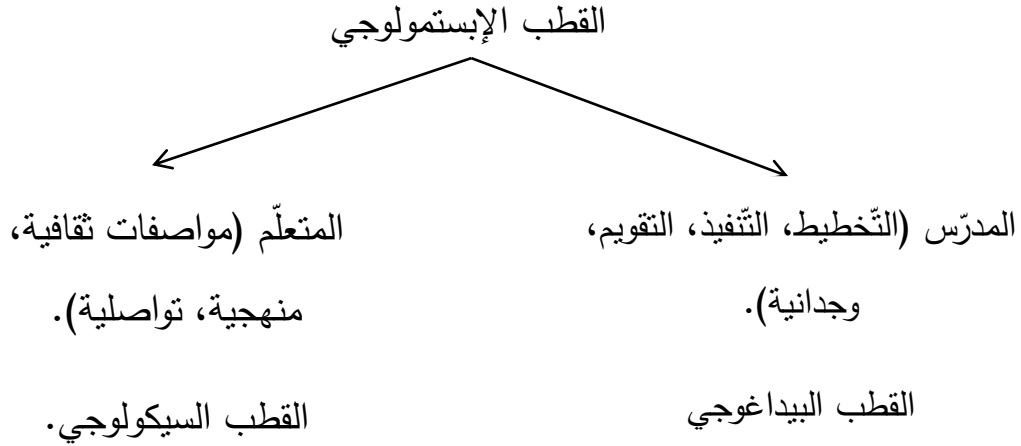 القطب الإبستمولوجي
المدرّس (التّخطيط، التّنفيذ، التقويم،
وجدانية).
القطب البيداغوجي
المتعلّم (مواصفات ثقافية،
منهجية، تواصلية).
القطب السيكولوجي.